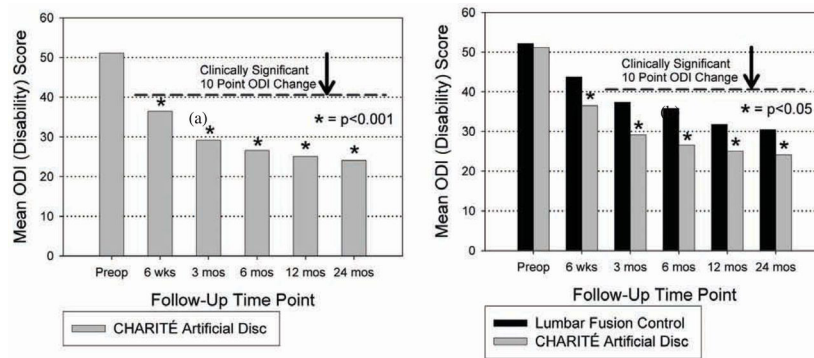 Mean ODI (Disability) Score
60
50
40
30
20
10
0
Clinically Significant
10 Point ODI Change
* = p<0.001
(a)
*
*
*
*
*
Preop 6 wks 3 mos 6 mos 12 mos 24 mos
Follow-Up Time Point
CHARITÉ Artificial Disc
Mean ODI (Disability) Score
60
50
40
30
20
10
0
Clinically Significant
10 Point ODI Change
* = p<0.05
(b)
*
*
*
*
*
Preop 6 wks 3 mos 6 mos 12 mos 24 mos
Follow-Up Time Point
Lumbar Fusion Control
CHARITÉ Artificial Disc